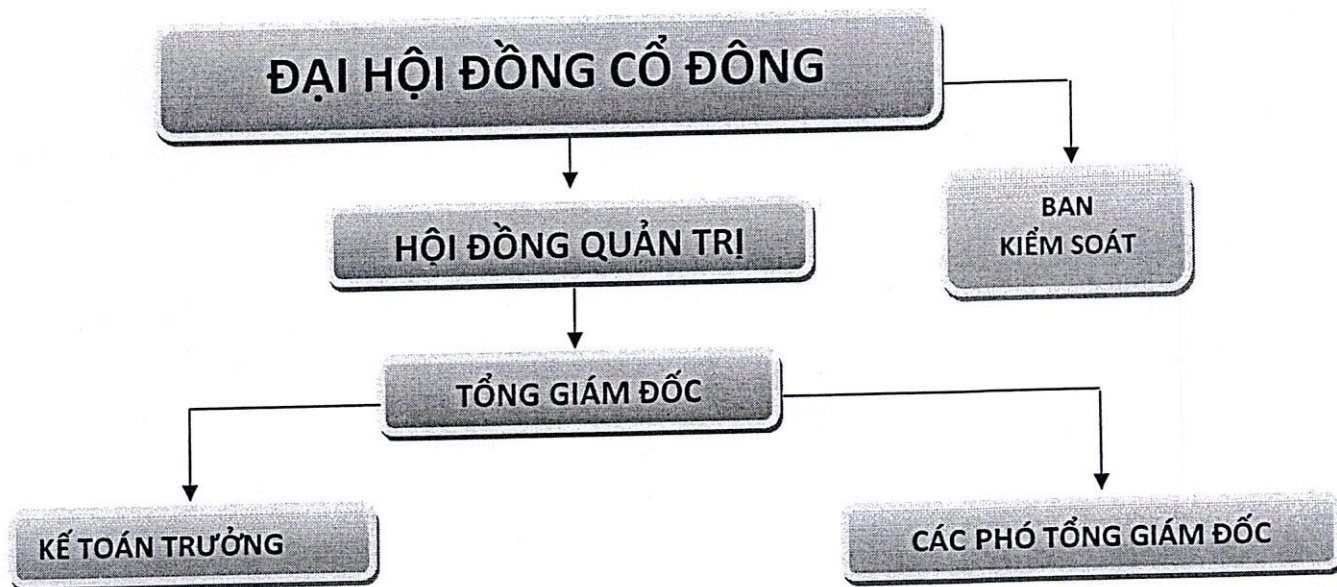 ĐẠI HỘI ĐỒNG CỔ ĐÔNG
BAN
KIỂM SOÁT
HỘI ĐỒNG QUẢN TRỊ
TỔNG GIÁM ĐỐC
KẾ TOÁN TRƯỞNG
CÁC PHÓ TỔNG GIÁM ĐỐC